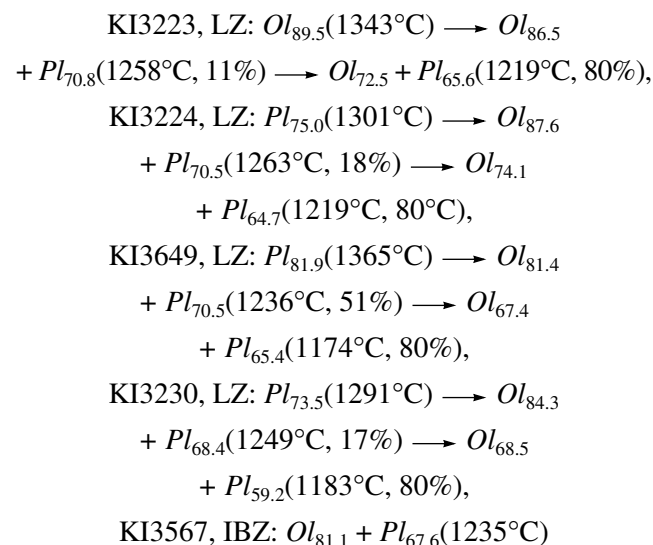 KI3223, LZ: Ol₈₉.₅(1343°C) ⟶ Ol₈₆.₅
+ Pl₇₀.₈(1258°C, 11%) ⟶ Ol₇₂.₅ + Pl₆₅.₆(1219°C, 80%),
KI3224, LZ: Pl₇₅.₀(1301°C) ⟶ Ol₈₇.₆
+ Pl₇₀.₅(1263°C, 18%) ⟶ Ol₇₄.₁
+ Pl₆₄.₇(1219°C, 80°C),
KI3649, LZ: Pl₈₁.₉(1365°C) ⟶ Ol₈₁.₄
+ Pl₇₀.₅(1236°C, 51%) ⟶ Ol₆₇.₄
+ Pl₆₅.₄(1174°C, 80%),
KI3230, LZ: Pl₇₃.₅(1291°C) ⟶ Ol₈₄.₃
+ Pl₆₈.₄(1249°C, 17%) ⟶ Ol₆₈.₅
+ Pl₅₉.₂(1183°C, 80%),
KI3567, IBZ: Ol₈₁.₁ + Pl₆₇.₆(1235°C)